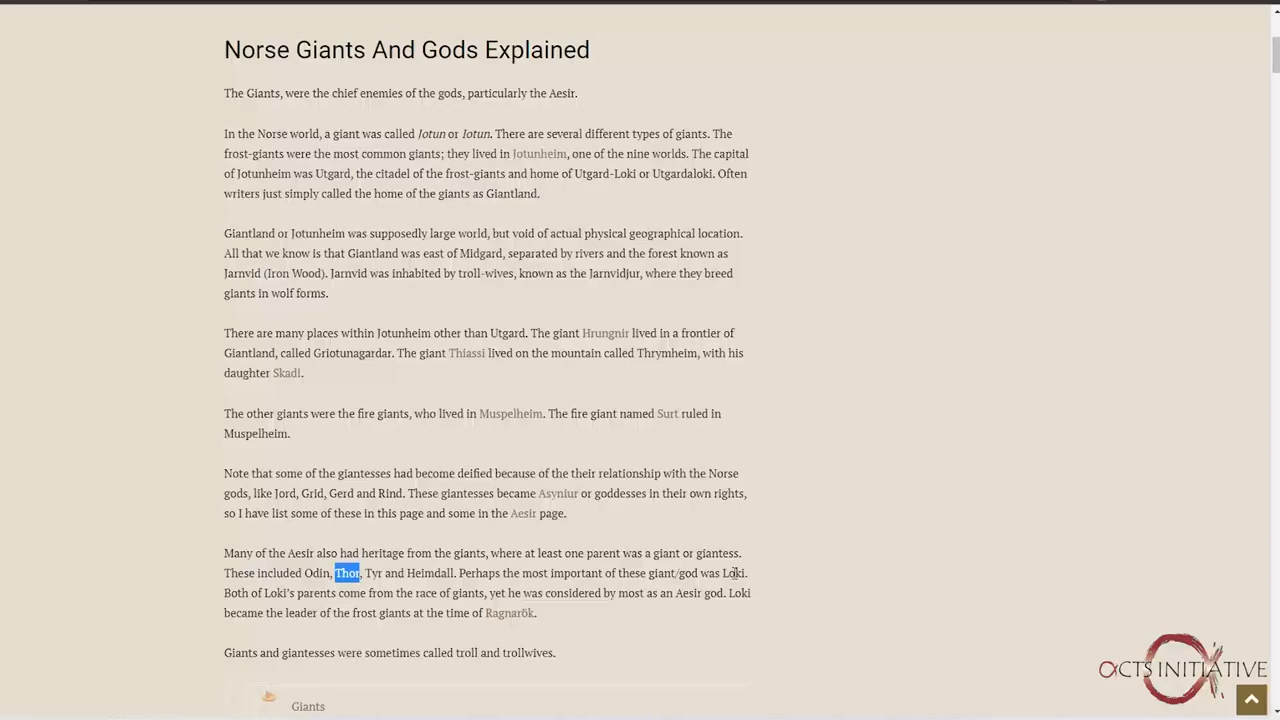 Norse Giants And Gods Explained
The Giants, were the chief enemies of the gods, particularly the Aesir.
In the Norse world, a giant was called Jotun or Iotun. There are several different types of giants. The
frost-giants were the most common giants; they lived in Jotunheim, one of the nine worlds. The capital
of Jotunheim was Utgard, the citadel of the frost-giants and home of Utgard-Loki or Utgardaloki. Often
writers just simply called the home of the giants as Giantland.
Giantland or Jotunheim was supposedly large world, but void of actual physical geographical location.
All that we know is that Giantland was east of Midgard, separated by rivers and the forest known as
Jarnvid (Iron Wood). Jarnvid was inhabited by troll-wives, known as the Jarnvidjur, where they breed
giants in wolf forms.
There are many places within Jotunheim other than Utgard. The giant Hrungnir lived in a frontier of
Giantland, called Griotunagardar. The giant Thiassi lived on the mountain called Thrymheim, with his
daughter Skadi.
The other giants were the fire giants, who lived in Muspelheim. The fire giant named Surt ruled in
Muspelheim.
Note that some of the giantesses had become deified because of the their relationship with the Norse
gods, like Jord, Grid, Gerd and Rind. These giantesses became Asyniur or goddesses in their own rights,
so I have list some of these in this page and some in the Aesir page.
Many of the Aesir also had heritage from the giants, where at least one parent was a giant or giantess.
These included Odin, Thor, Tyr and Heimdall. Perhaps the most important of these giant/god was Loki.
Both of Loki's parents come from the race of giants, yet he was considered by most as an Aesir god. Loki
became the leader of the frost giants at the time of Ragnarök.
Giants and giantesses were sometimes called troll and trollwives.
αCTS INITIATIVE
Giants